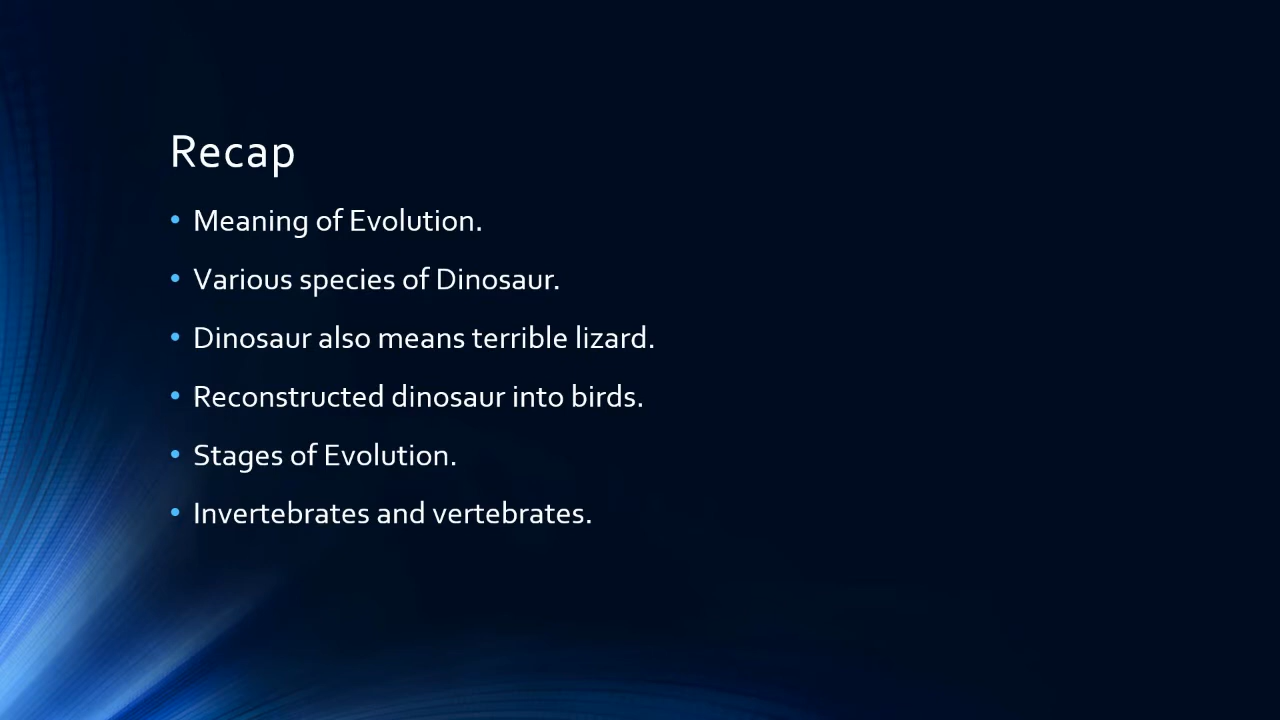 Recap
• Meaning of Evolution.
• Various species of Dinosaur.
• Dinosaur also means terrible lizard.
• Reconstructed dinosaur into birds.
• Stages of Evolution.
• Invertebrates and vertebrates.